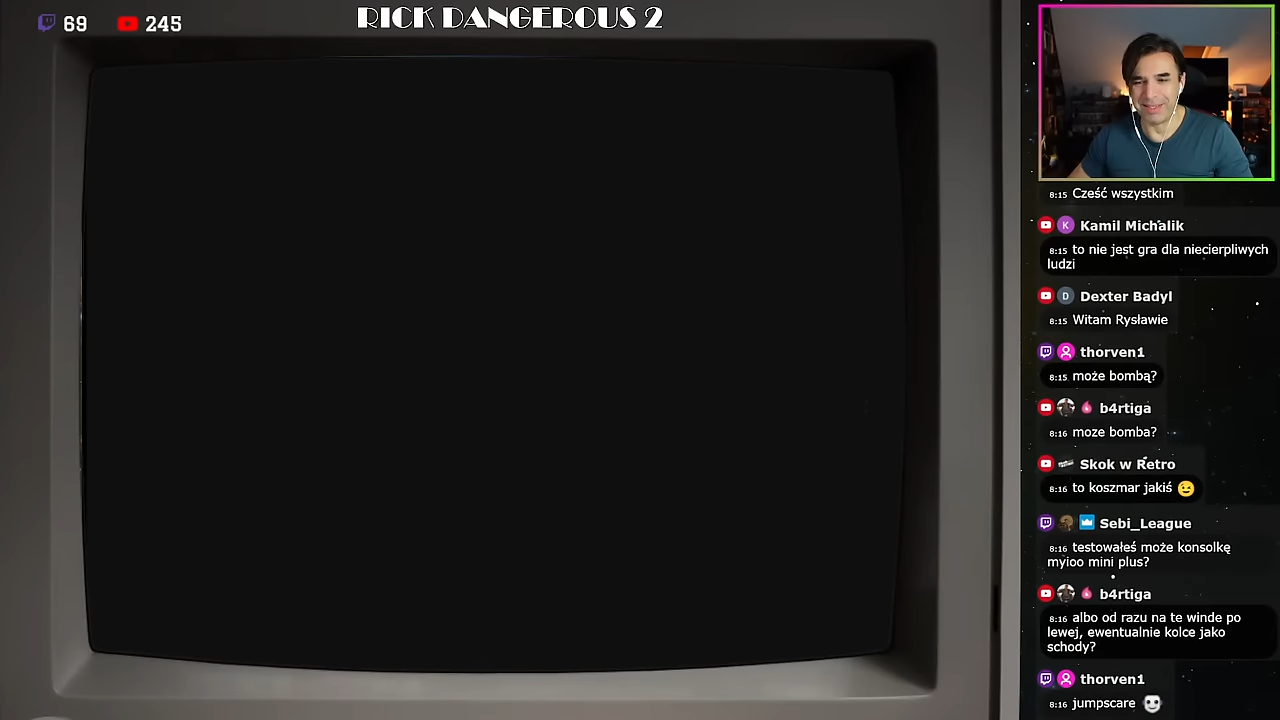 69 245
RICK DANGEROUS 2
8:15 Cześć wszystkim
K Kamil Michalik
8:15 to nie jest gra dla niecierpliwych
ludzi
D Dexter Badyl
8:15 Witam Rysławie
thorven1
8:15 może bombą?
b4rtiga
8:16 moze bomba?
Skok w Retro
8:16 to koszmar jakiś
Sebi_League
8:16 testowałeś może konsolkę
myioo mini plus?
b4rtiga
8:16 albo od razu na te winde po
lewej, ewentualnie kolce jako
schody?
thorven1
8:16 jumpscare